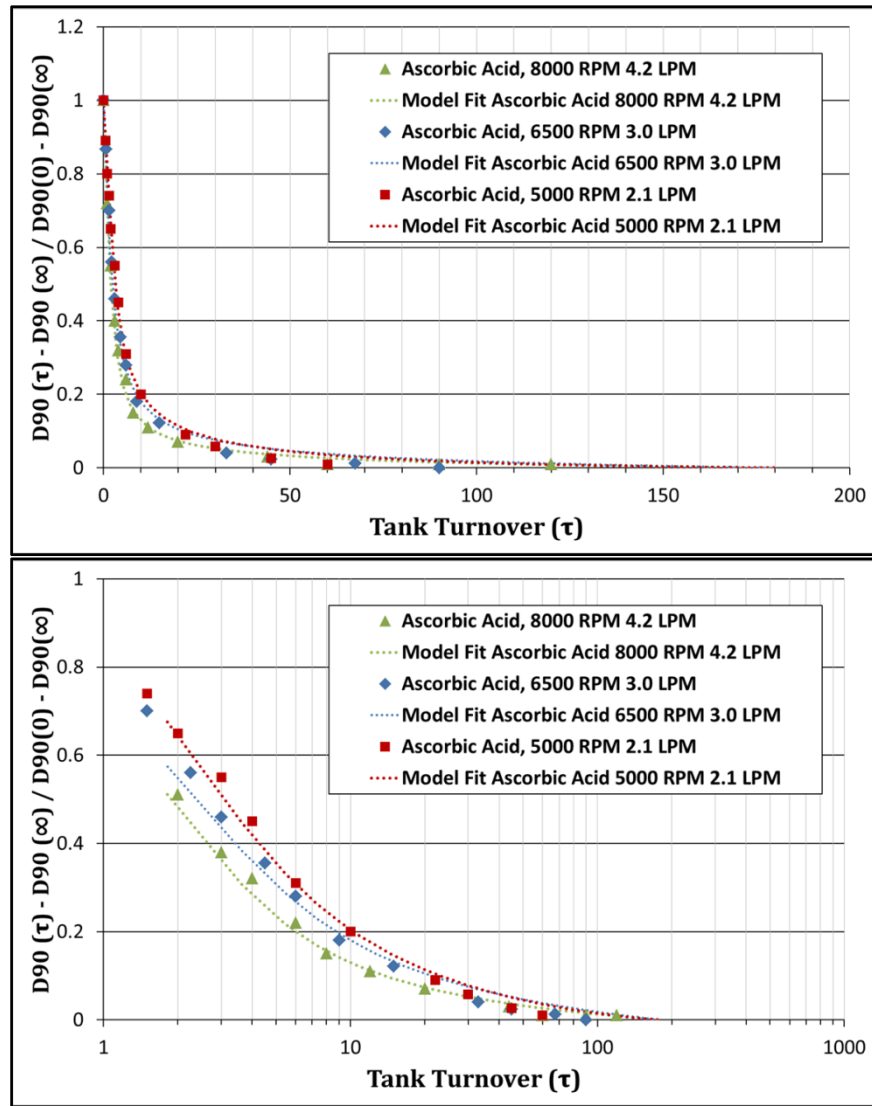 1.2
1
0.8
0.6
0.4
0.2
0
D90 (τ) - D90 (∞) / D90(0) - D90(∞)
Ascorbic Acid, 8000 RPM 4.2 LPM
Model Fit Ascorbic Acid 8000 RPM 4.2 LPM
Ascorbic Acid, 6500 RPM 3.0 LPM
Model Fit Ascorbic Acid 6500 RPM 3.0 LPM
Ascorbic Acid, 5000 RPM 2.1 LPM
Model Fit Ascorbic Acid 5000 RPM 2.1 LPM
0 50 100 150 200
Tank Turnover (τ)
1
0.8
0.6
0.4
0.2
0
D90 (τ) - D90 (∞) / D90(0) - D90(∞)
Ascorbic Acid, 8000 RPM 4.2 LPM
Model Fit Ascorbic Acid 8000 RPM 4.2 LPM
Ascorbic Acid, 6500 RPM 3.0 LPM
Model Fit Ascorbic Acid 6500 RPM 3.0 LPM
Ascorbic Acid, 5000 RPM 2.1 LPM
Model Fit Ascorbic Acid 5000 RPM 2.1 LPM
1 10 100 1000
Tank Turnover (τ)